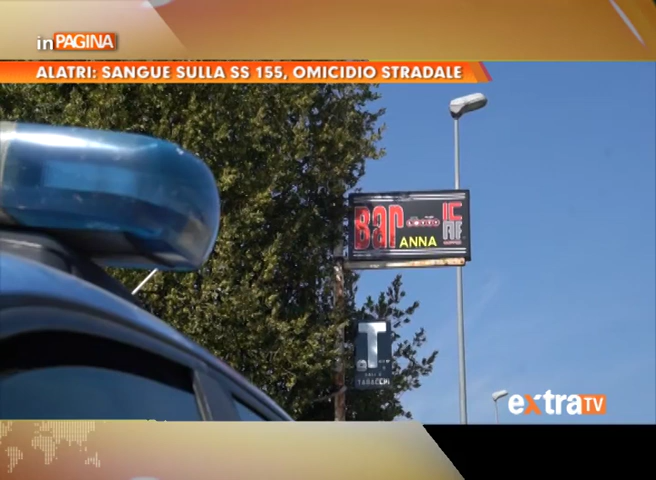 inPAGINA
ALATRI: SANGUE SULLA SS 155, OMICIDIO STRADALE
Bar
ANNA
T
TABACCHI
extraTV